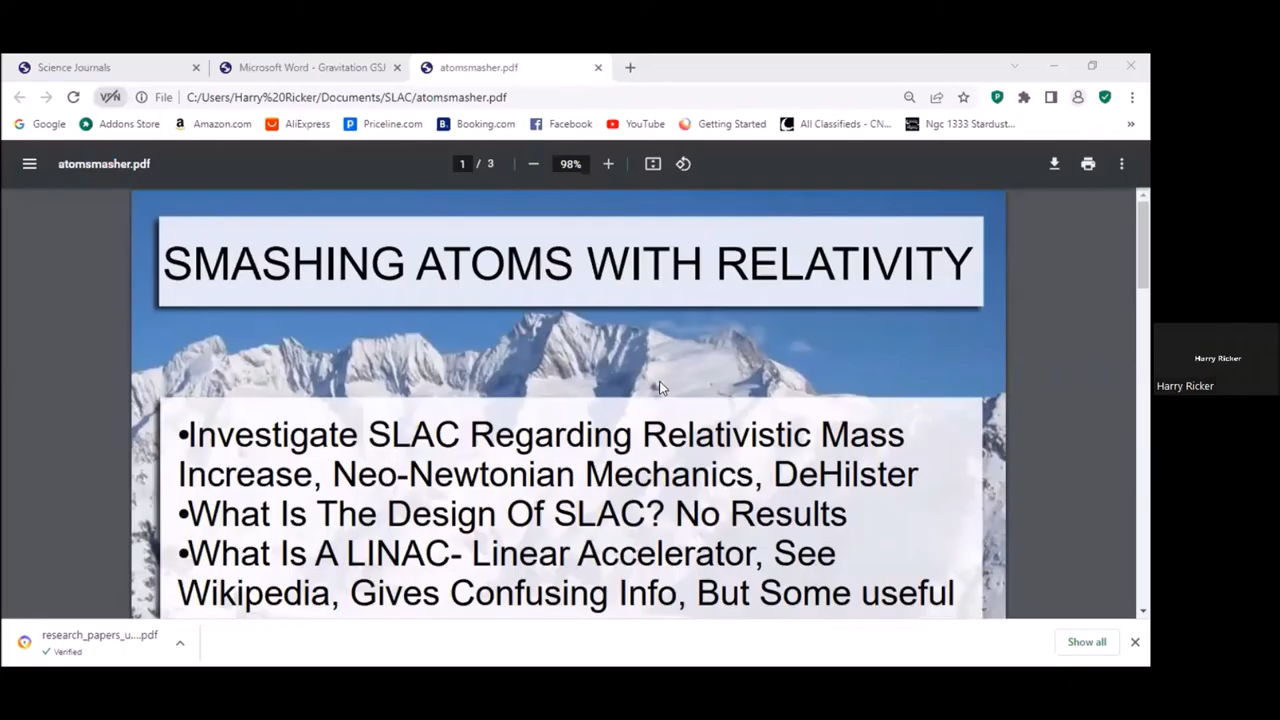 Science Journals
Microsoft Word - Gravitation GSJ
atomsmasher.pdf
VPN
File
C:/Users/Harry%20Ricker/Documents/SLAC/atomsmasher.pdf
Google
Addons Store
Amazon.com
AliExpress
Priceline.com
Booking.com
Facebook
YouTube
Getting Started
All Classifieds - CN...
Ngc 1333 Stardust...
atomsmasher.pdf
1 / 3
98%
SMASHING ATOMS WITH RELATIVITY
•Investigate SLAC Regarding Relativistic Mass
Increase, Neo-Newtonian Mechanics, DeHilster
•What Is The Design Of SLAC? No Results
•What Is A LINAC- Linear Accelerator, See
Wikipedia, Gives Confusing Info, But Some useful
Harry Ricker
Harry Ricker
research_papers_u....pdf
Verified
Show all